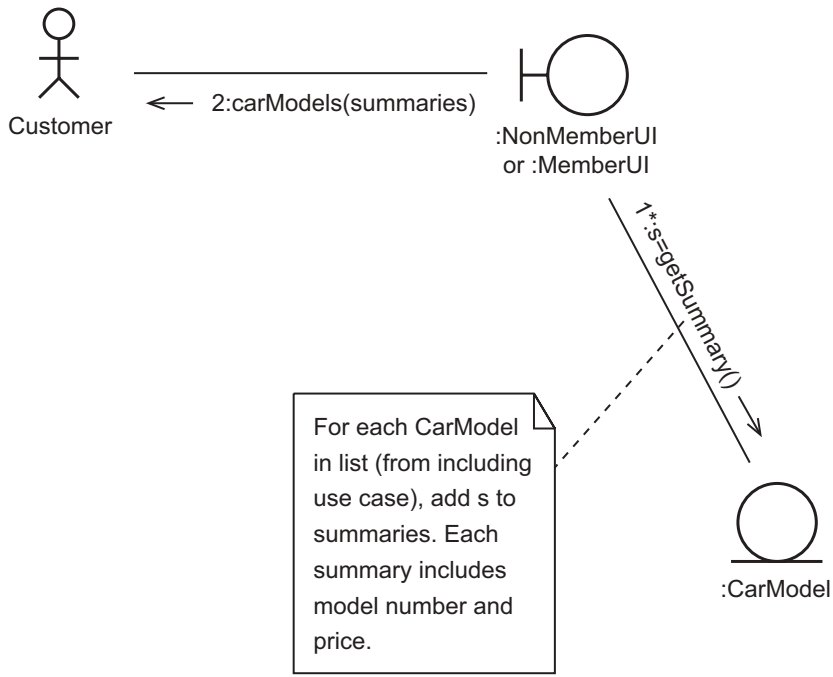 2:carModels(summaries)
Customer
:NonMemberUI
or :MemberUI
1*:s=getSummary()
For each CarModel
in list (from including
use case), add s to
summaries. Each
summary includes
model number and
price.
:CarModel